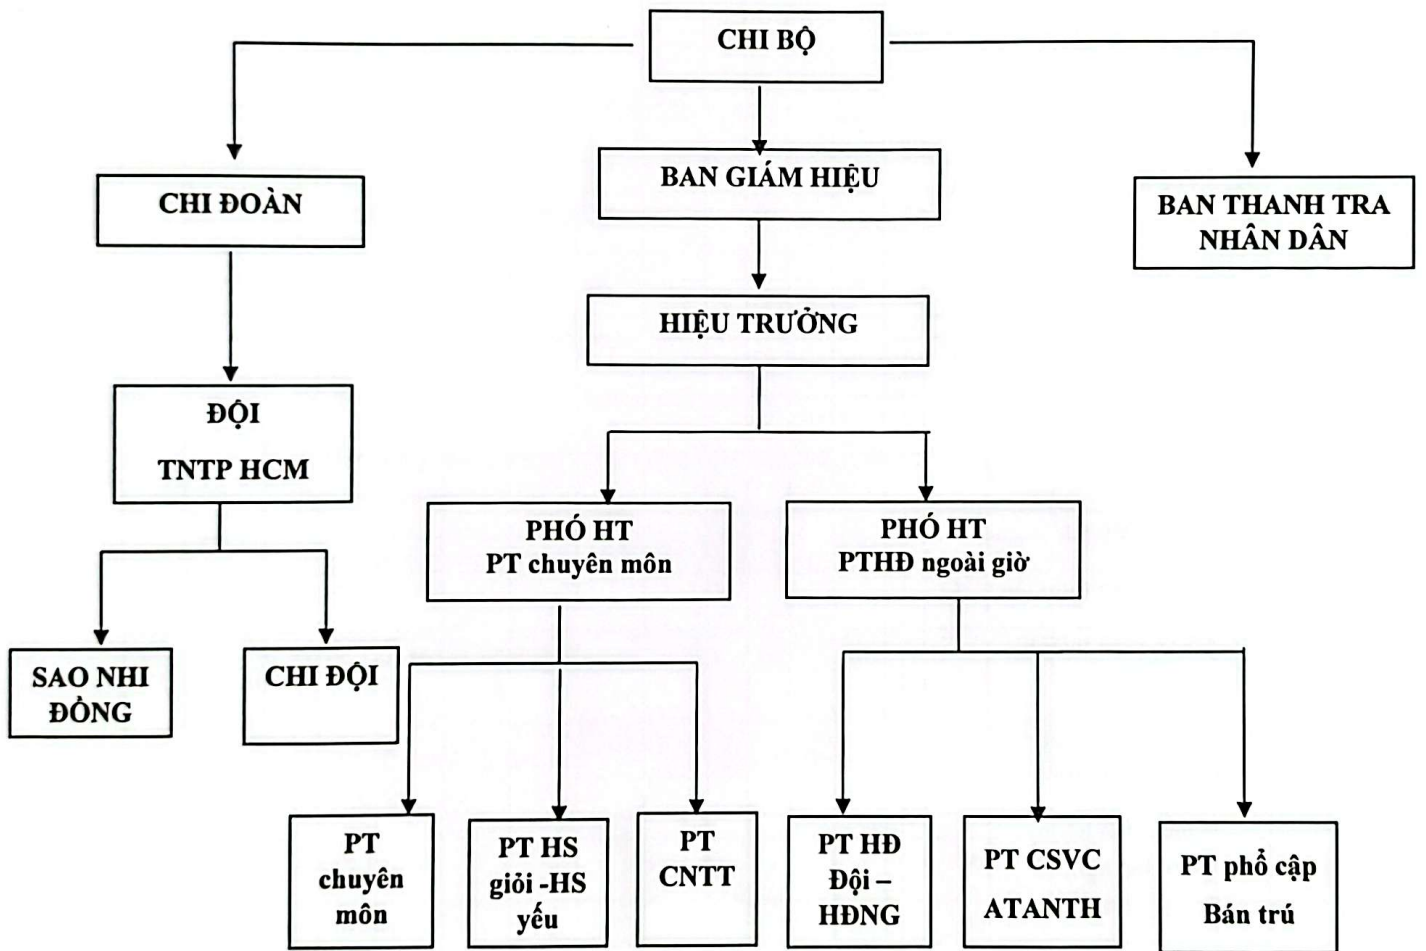 CHI BỘ
CHI ĐOÀN
BAN GIÁM HIỆU
BAN THANH TRA
NHÂN DÂN
HIỆU TRƯỞNG
ĐỘI
TNTP HCM
PHÓ HT
PT chuyên môn
PHÓ HT
PTHĐ ngoài giờ
SAO NHI
ĐỒNG
CHI ĐỘI
PT
chuyên
môn
PT HS
giỏi -HS
yếu
PT
CNTT
PT HĐ
Đội –
HĐNG
PT CSVC
ATANTH
PT phổ cập
Bán trú